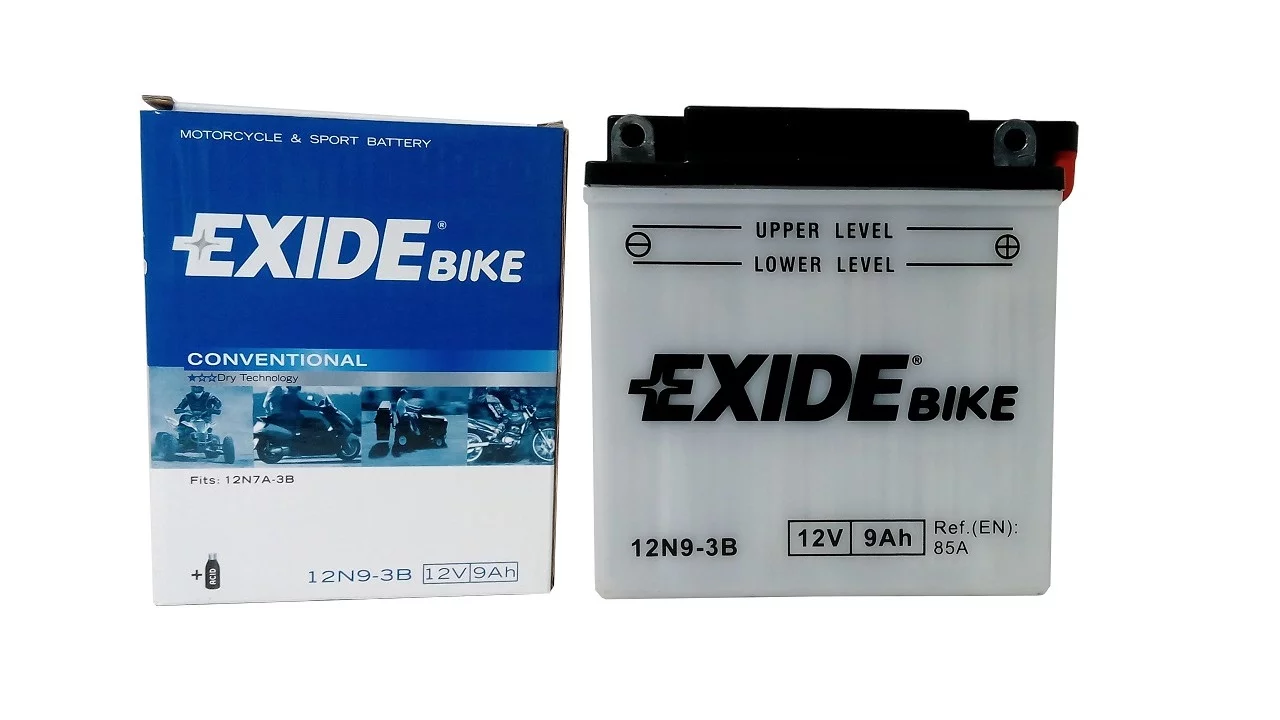 MOTORCYCLE & SPORT BATTERY
EXIDE® BIKE
CONVENTIONAL
★☆☆Dry Technology
Fits: 12N7A-3B
+ ACID
12N9-3B 12V 9Ah
UPPER LEVEL
⊖ ⊕
LOWER LEVEL
EXIDE® BIKE
12N9-3B 12V 9Ah Ref.(EN):
85A